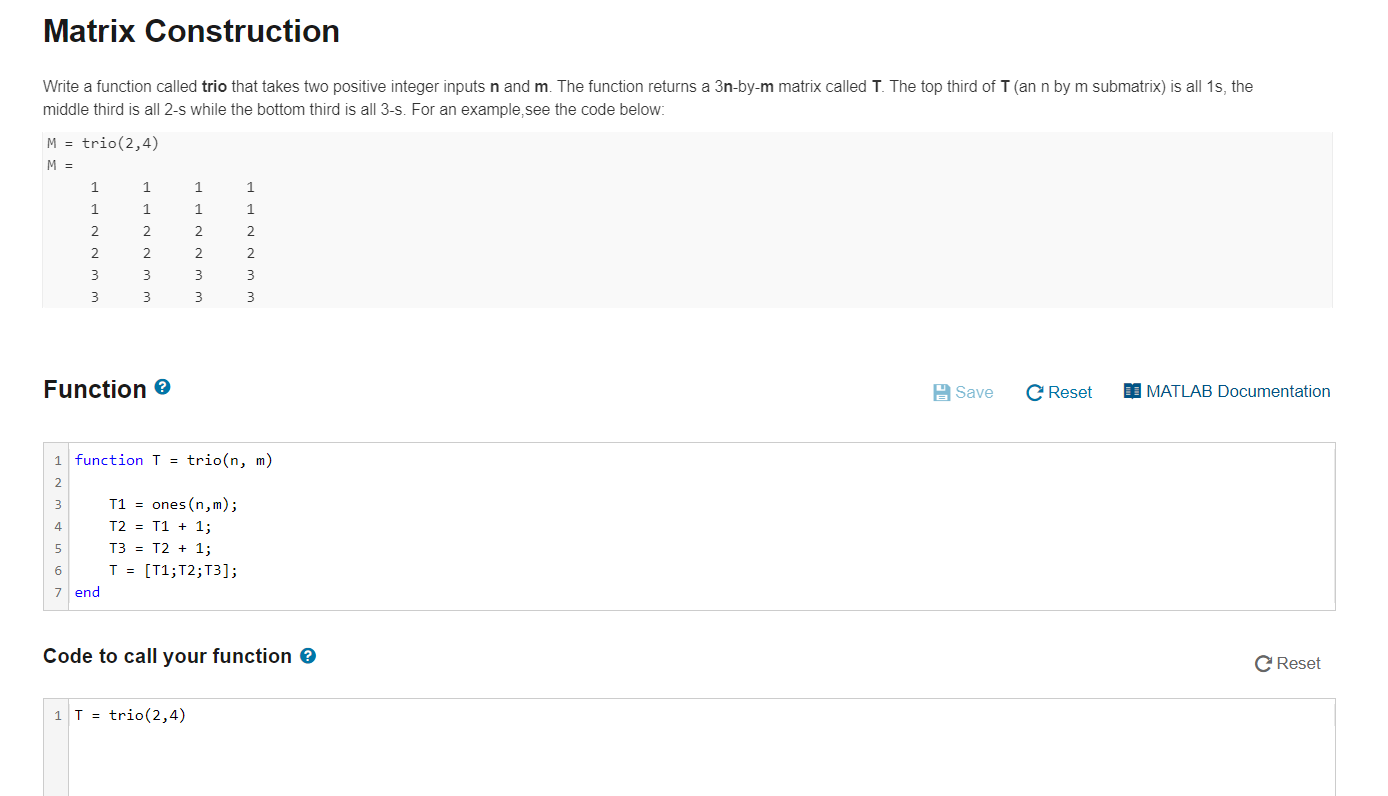 Matrix Construction
Write a function called trio that takes two positive integer inputs n and m. The function returns a 3n-by-m matrix called T. The top third of T (an n by m submatrix) is all 1s, the
middle third is all 2-s while the bottom third is all 3-s. For an example,see the code below:
M = trio(2,4)
M =
1 1 1 1
1 1 1 1
2 2 2 2
2 2 2 2
3 3 3 3
3 3 3 3
Function ?
Save Reset MATLAB Documentation
1 function T = trio(n, m)
2
3 T1 = ones(n,m);
4 T2 = T1 + 1;
5 T3 = T2 + 1;
6 T = [T1;T2;T3];
7 end
Code to call your function ?
Reset
1 T = trio(2,4)